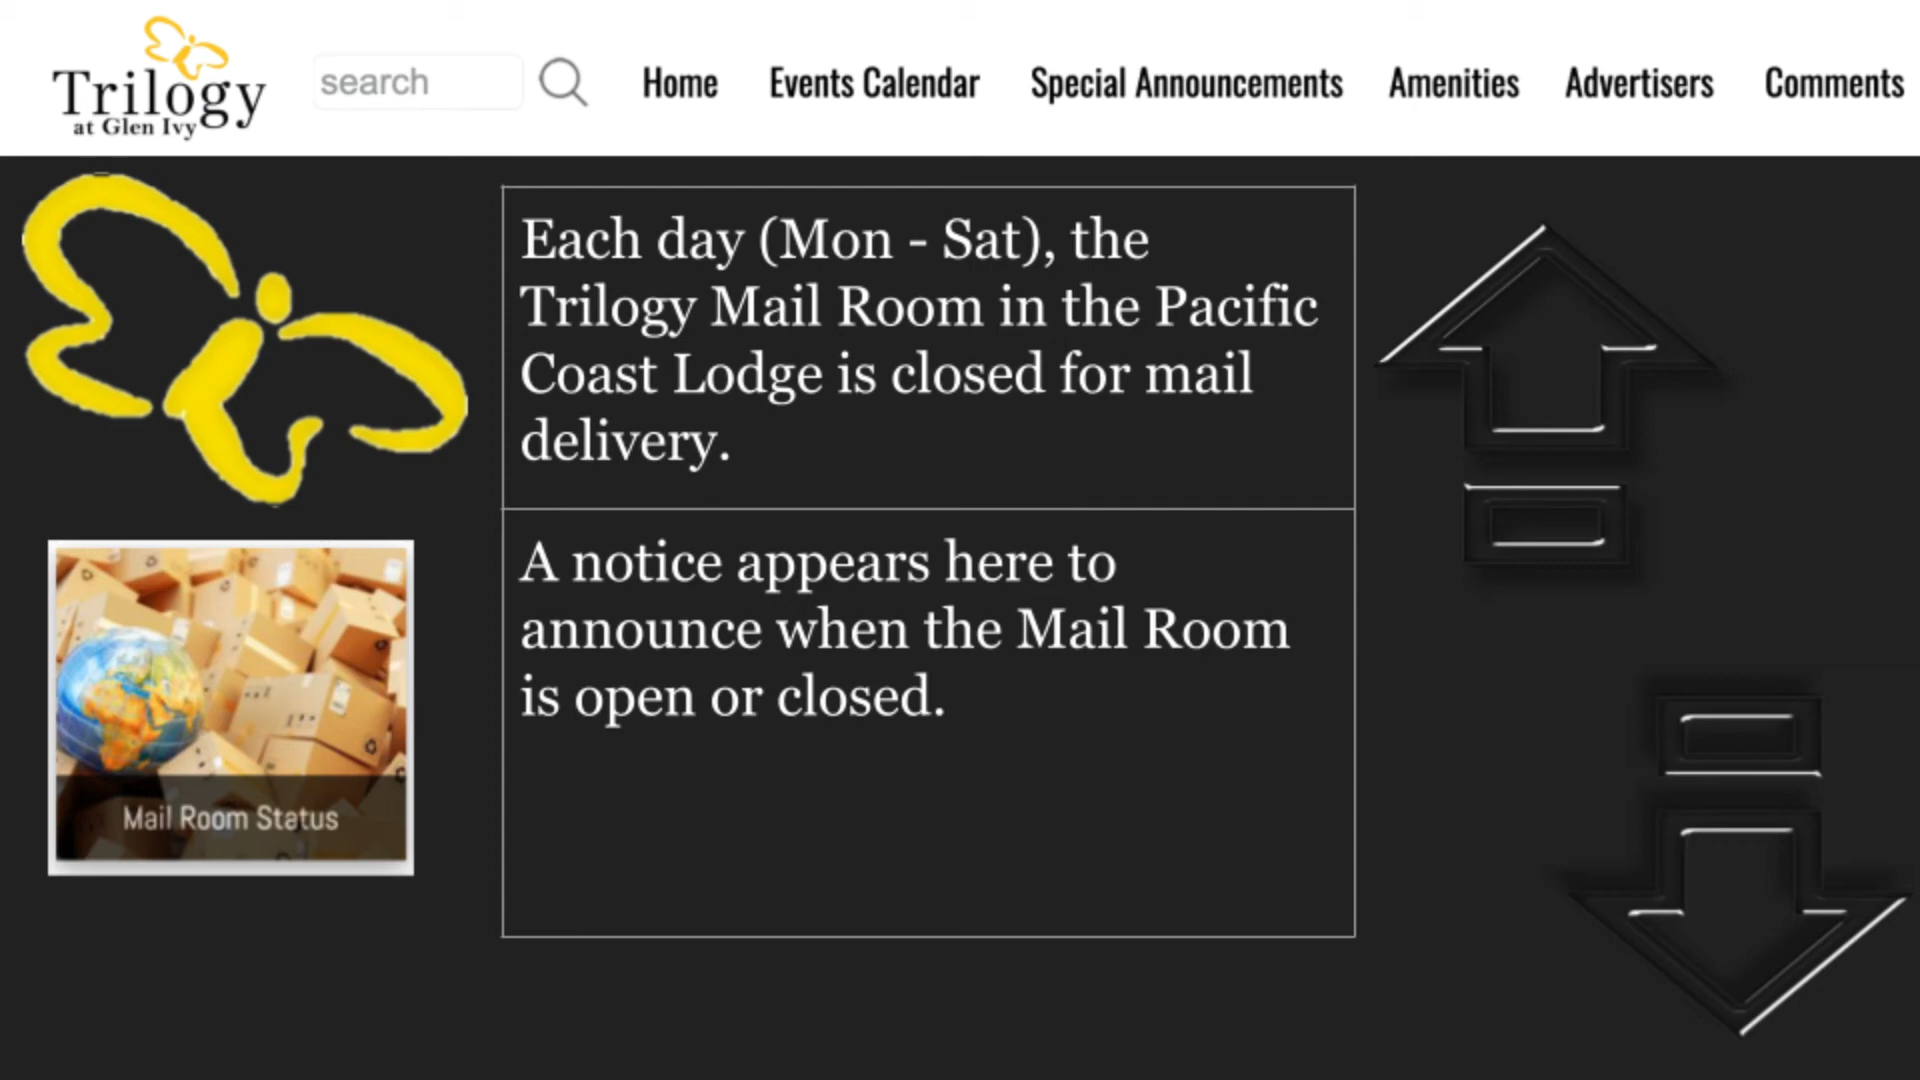 Trilogy
at Glen Ivy
search
Home
Events Calendar
Special Announcements
Amenities
Advertisers
Comments
Each day (Mon - Sat), the
Trilogy Mail Room in the Pacific
Coast Lodge is closed for mail
delivery.
A notice appears here to
announce when the Mail Room
is open or closed.
Mail Room Status